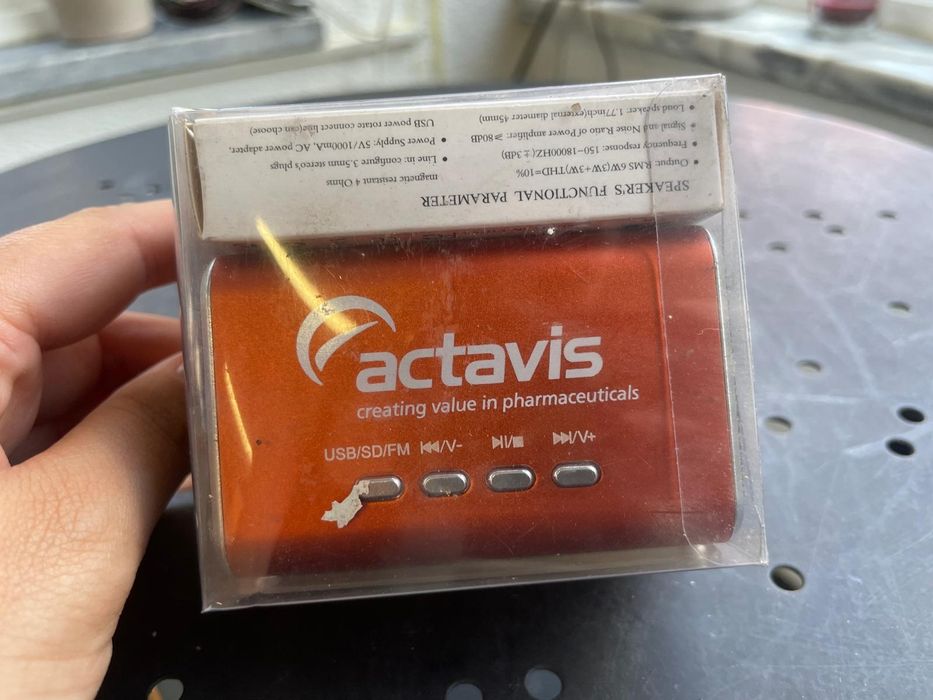 SPEAKER'S FUNCTIONAL PARAMETER
Output: RMS 6W(3W+3W)THD=10%
Frequency response: 150~18000HZ(±3dB)
Signal and Noise Ratio of Power amplifier: ≥80dB
Loud speaker: 1.77inch(external diameter 45mm)
magnetic resistant 4 Ohms
Line in: configure 3.5mm stereo's plugs
Power Supply: 5V/1000mA, AC power adapter,
USB power rotate connect line(can choose)
actavis
creating value in pharmaceuticals
USB/SD/FM ⏮/V- ⏯/■ ⏭/V+